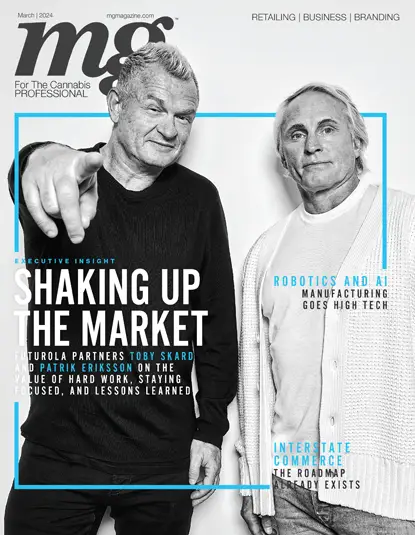 March | 2024
mgmagazine.com
RETAILING | BUSINESS | BRANDING
mg™
For The Cannabis
PROFESSIONAL
EXECUTIVE INSIGHT
SHAKING UP
THE MARKET
FUTUROLA PARTNERS TOBY SKARD
AND PATRIK ERIKSSON ON THE
VALUE OF HARD WORK, STAYING
FOCUSED, AND LESSONS LEARNED
ROBOTICS AND AI
MANUFACTURING
GOES HIGH TECH
INTERSTATE
COMMERCE
THE ROADMAP
ALREADY EXISTS